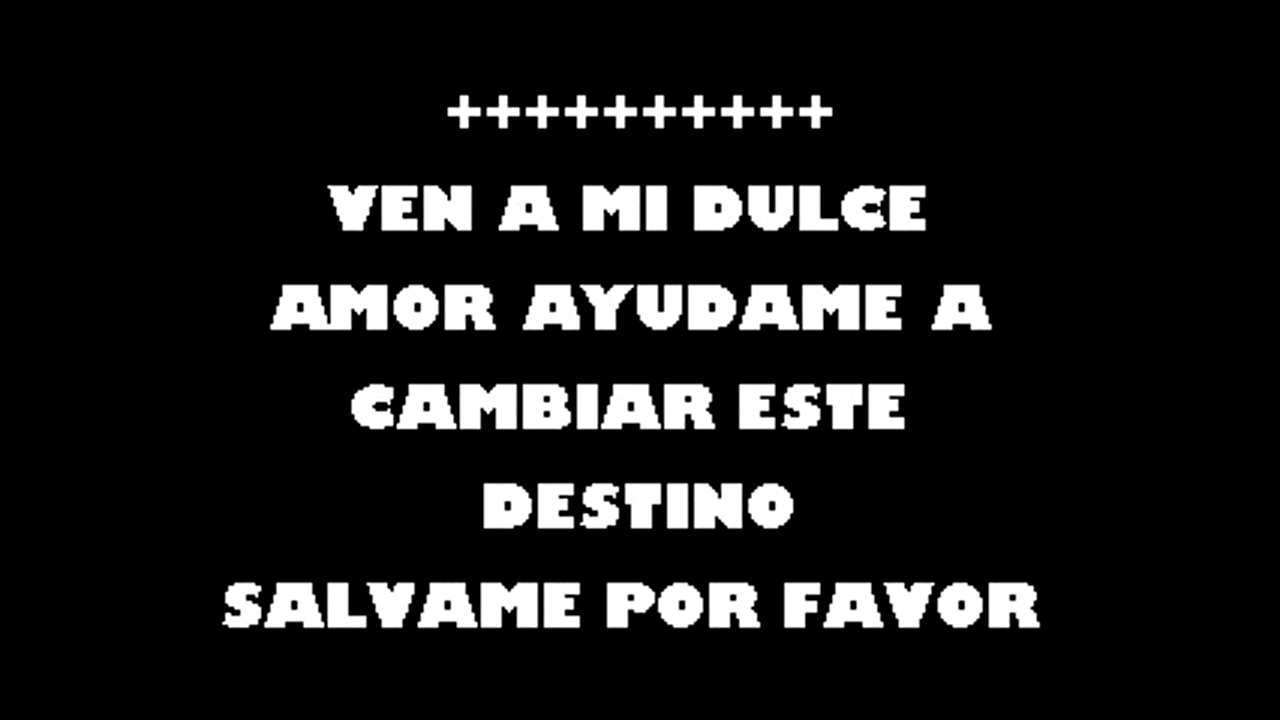 ++++++++++
VEN A MI DULCE
AMOR AYUDAME A
CAMBIAR ESTE
DESTINO
SALVAME POR FAVOR